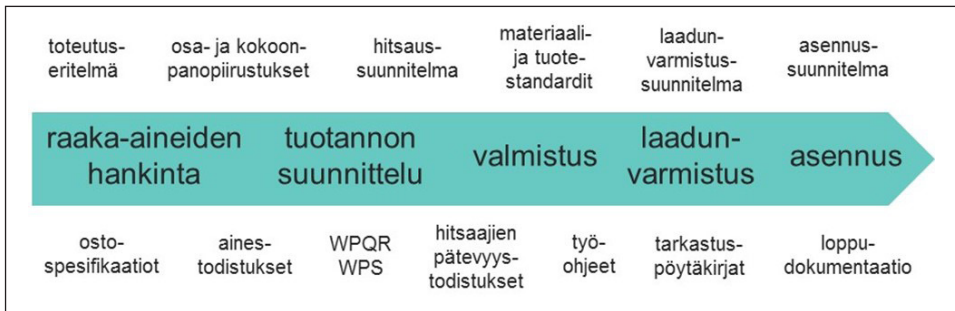 toteutus-
eritelmä
osa- ja kokoon-
panopiirustukset
hitsaus-
suunnitelma
materiaali-
ja tuote-
standardit
laadun-
varmistus-
suunnitelma
asennus-
suunnitelma
raaka-aineiden
hankinta
tuotannon
suunnittelu
valmistus
laadun-
varmistus
asennus
osto-
spesifikaatiot
aines-
todistukset
WPQR
WPS
hitsaajien
pätevyys-
todistukset
työ-
ohjeet
tarkastus-
pöytäkirjat
loppu-
dokumentaatio